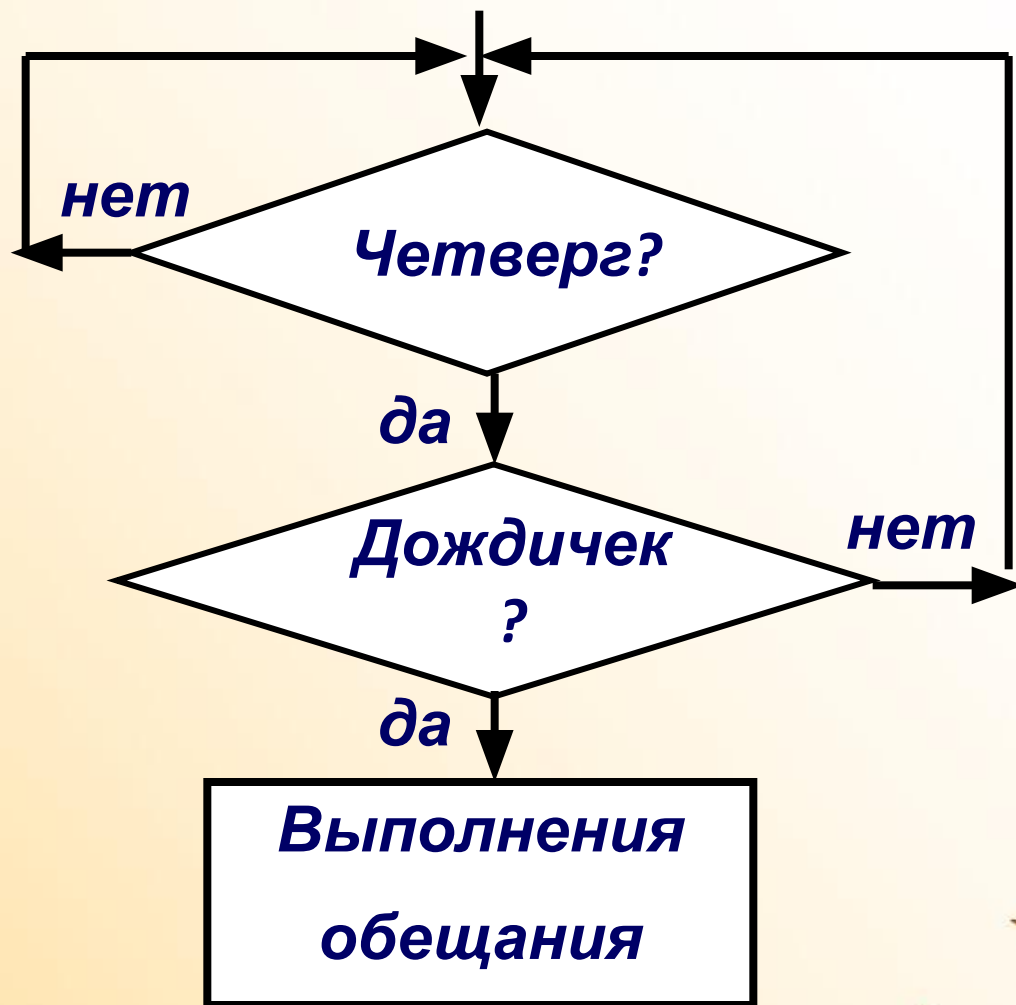 нет
Четверг?
да
Дождичек
?
нет
да
Выполнения
обещания